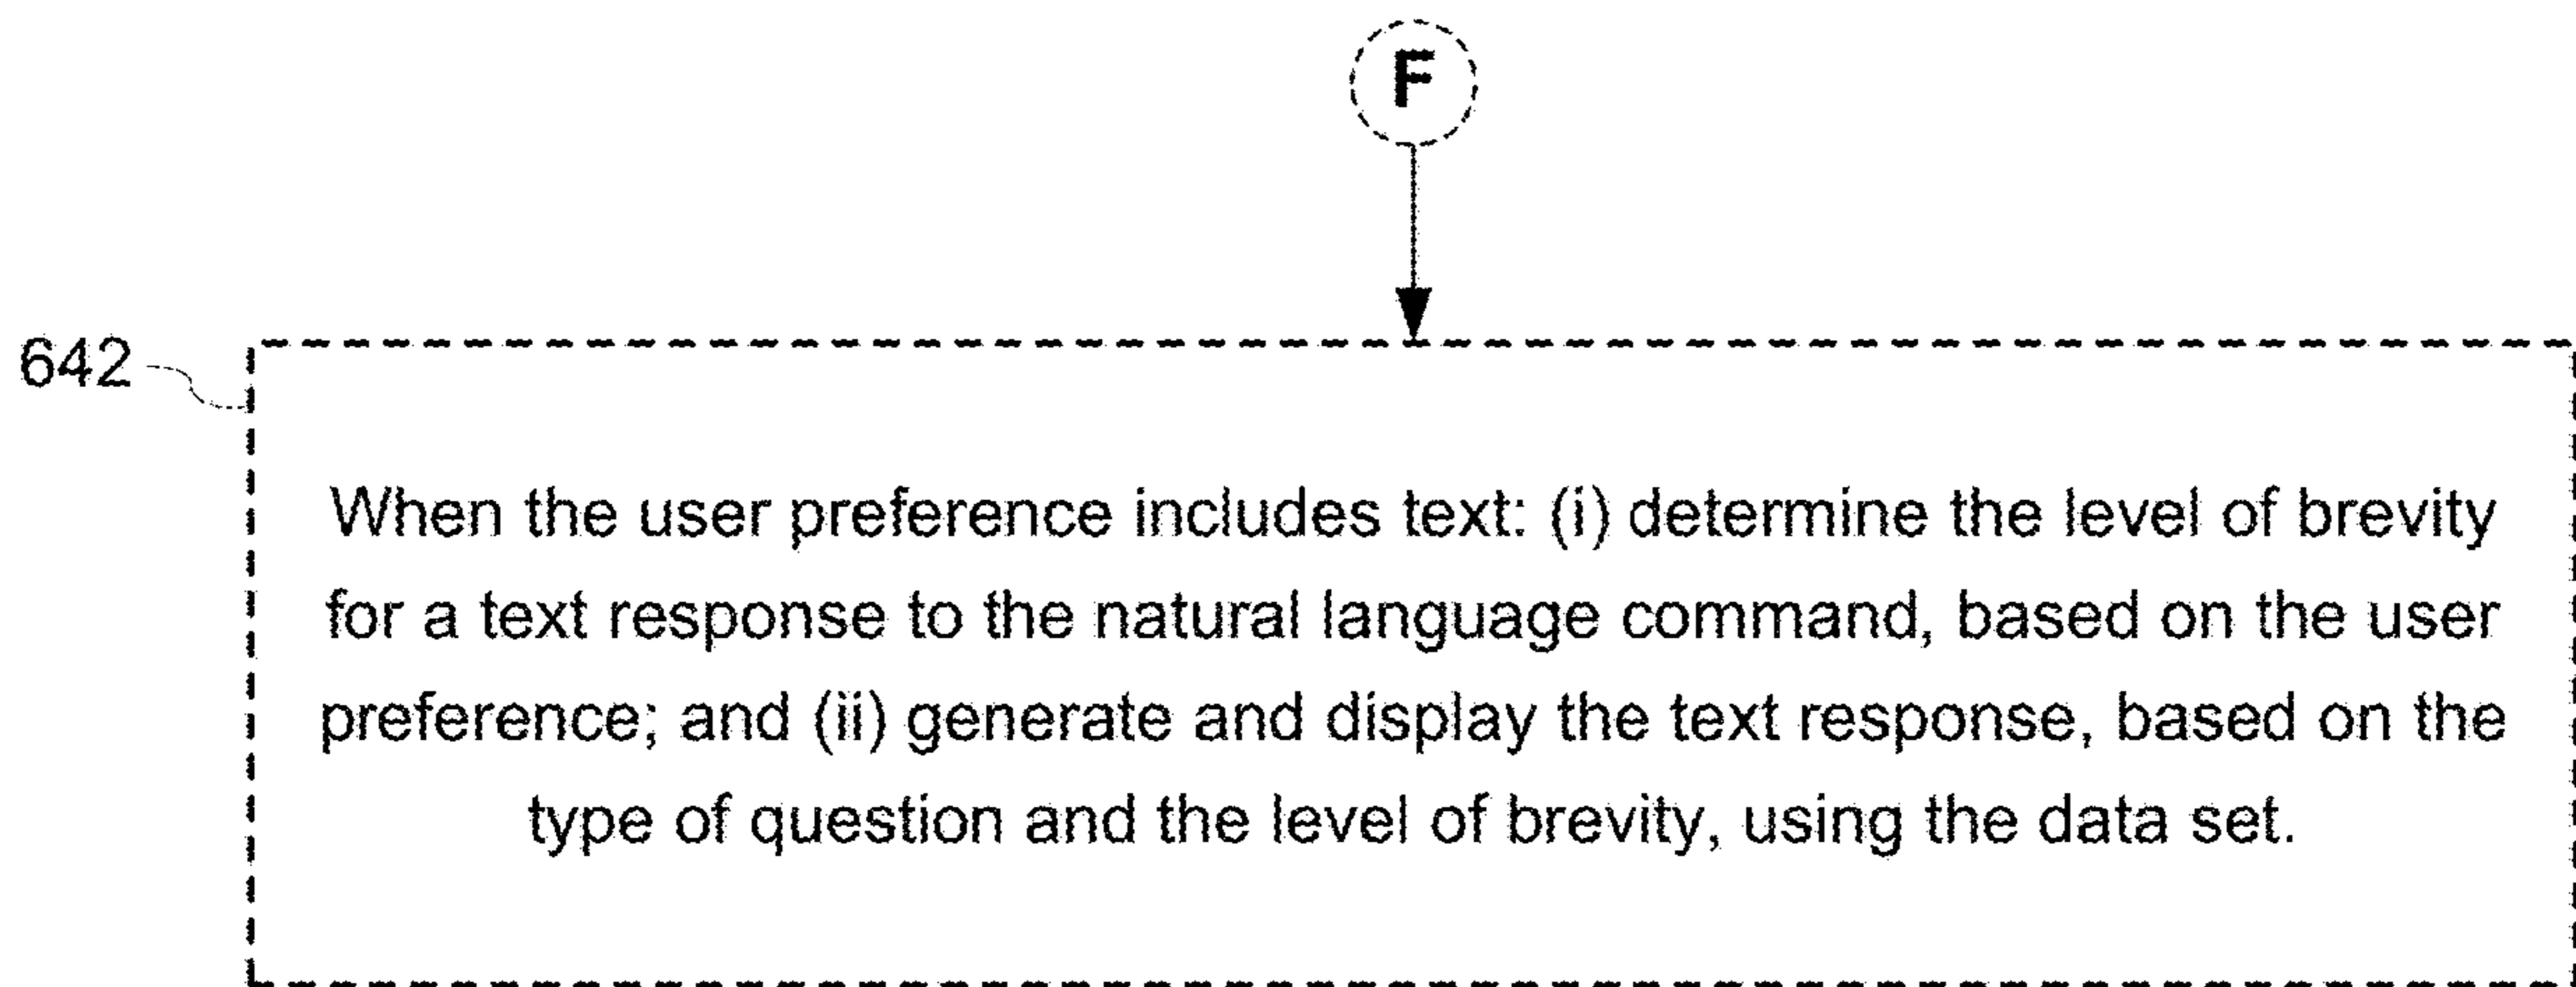 F
642
When the user preference includes text: (i) determine the level of brevity
for a text response to the natural language command, based on the user
preference; and (ii) generate and display the text response, based on the
type of question and the level of brevity, using the data set.